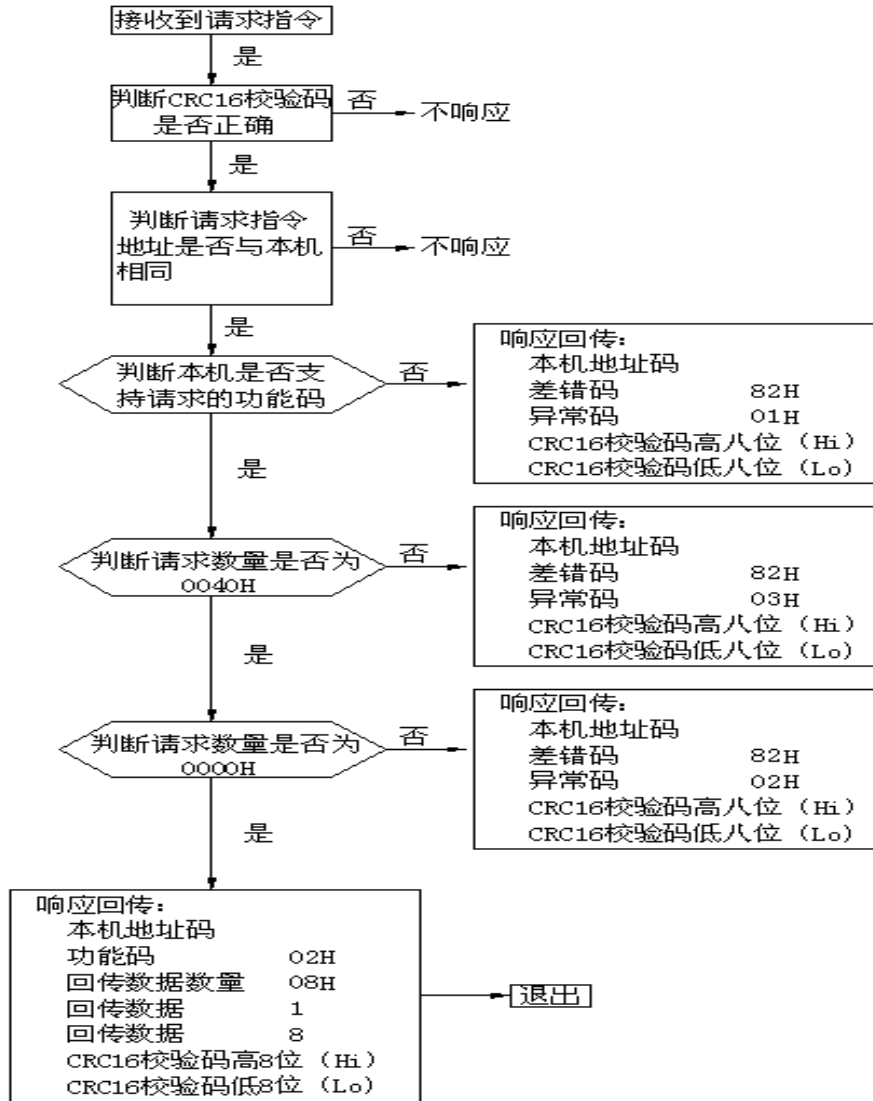 接收到请求指令
是
判断CRC16校验码
是否正确
否
不响应
是
判断请求指令
地址是否与本机
相同
否
不响应
是
判断本机是否支
持请求的功能码
否
响应回传:
本机地址码
差错码 82H
异常码 01H
CRC16校验码高八位 (Hi)
CRC16校验码低八位 (Lo)
是
判断请求数量是否为
0040H
否
响应回传:
本机地址码
差错码 82H
异常码 03H
CRC16校验码高八位 (Hi)
CRC16校验码低八位 (Lo)
是
判断请求数量是否为
0000H
否
响应回传:
本机地址码
差错码 82H
异常码 02H
CRC16校验码高八位 (Hi)
CRC16校验码低八位 (Lo)
是
响应回传:
本机地址码
功能码 02H
回传数据数量 08H
回传数据 1
回传数据 8
CRC16校验码高8位 (Hi)
CRC16校验码低8位 (Lo)
退出